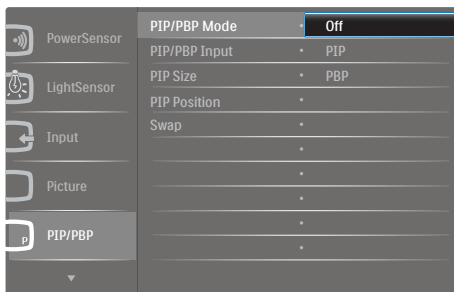 PowerSensor
LightSensor
Input
Picture
P
PIP/PBP
PIP/PBP Mode • Off
PIP/PBP Input • PIP
PIP Size • PBP
PIP Position •
Swap •
•
•
•
•
•